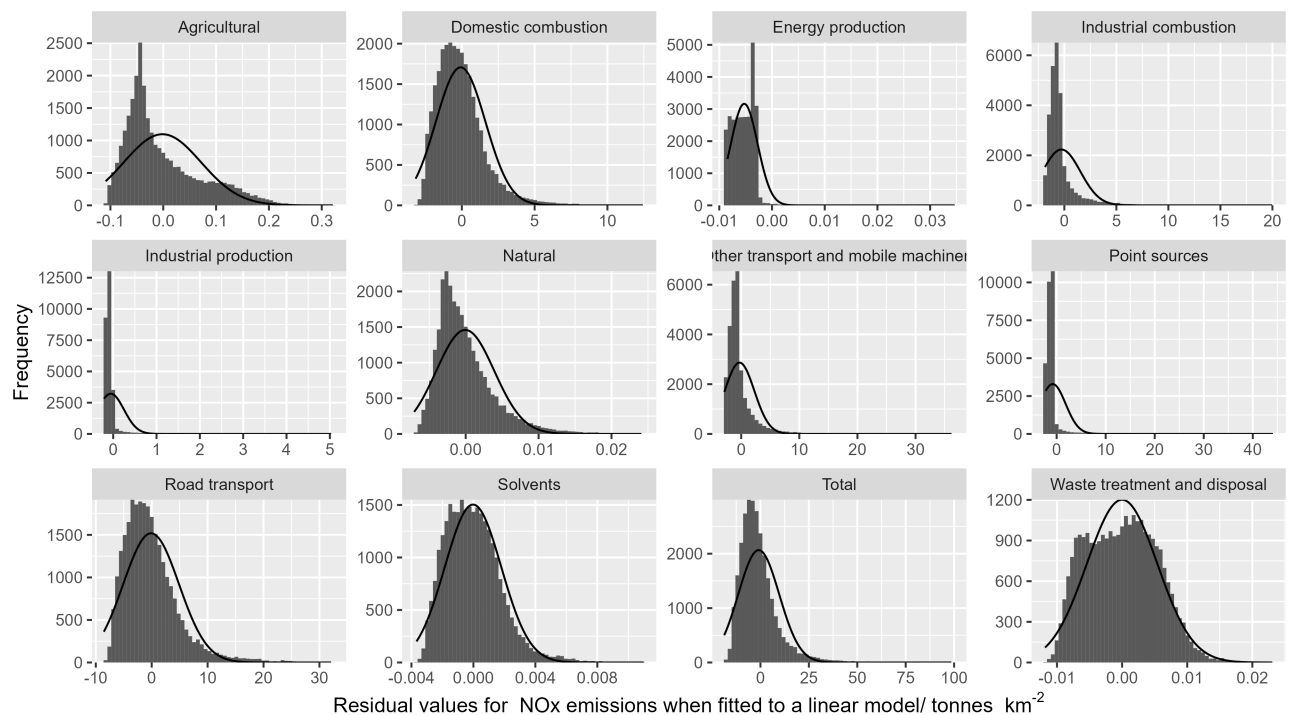 Agricultural
Domestic combustion
Energy production
Industrial combustion
2500
2000
1500
1000
500
0
-0.1 0.0 0.1 0.2 0.3
2000
1500
1000
500
0
0 5 10
5000
4000
3000
2000
1000
0
-0.01 0.00 0.01 0.02 0.03
6000
4000
2000
0
0 5 10 15 20
Frequency
Industrial production
Natural
ther transport and mobile machiner
Point sources
12500
10000
7500
5000
2500
0
0 1 2 3 4 5
2000
1500
1000
500
0
0.00 0.01 0.02
6000
4000
2000
0
0 10 20 30
10000
7500
5000
2500
0
0 10 20 30 40
Road transport
Solvents
Total
Waste treatment and disposal
1500
1000
500
0
-10 0 10 20 30
1500
1000
500
0
-0.004 0.000 0.004 0.008
2000
1000
0
0 25 50 75 100
1200
900
600
300
0
-0.01 0.00 0.01 0.02
Residual values for NOx emissions when fitted to a linear model/ tonnes km-2